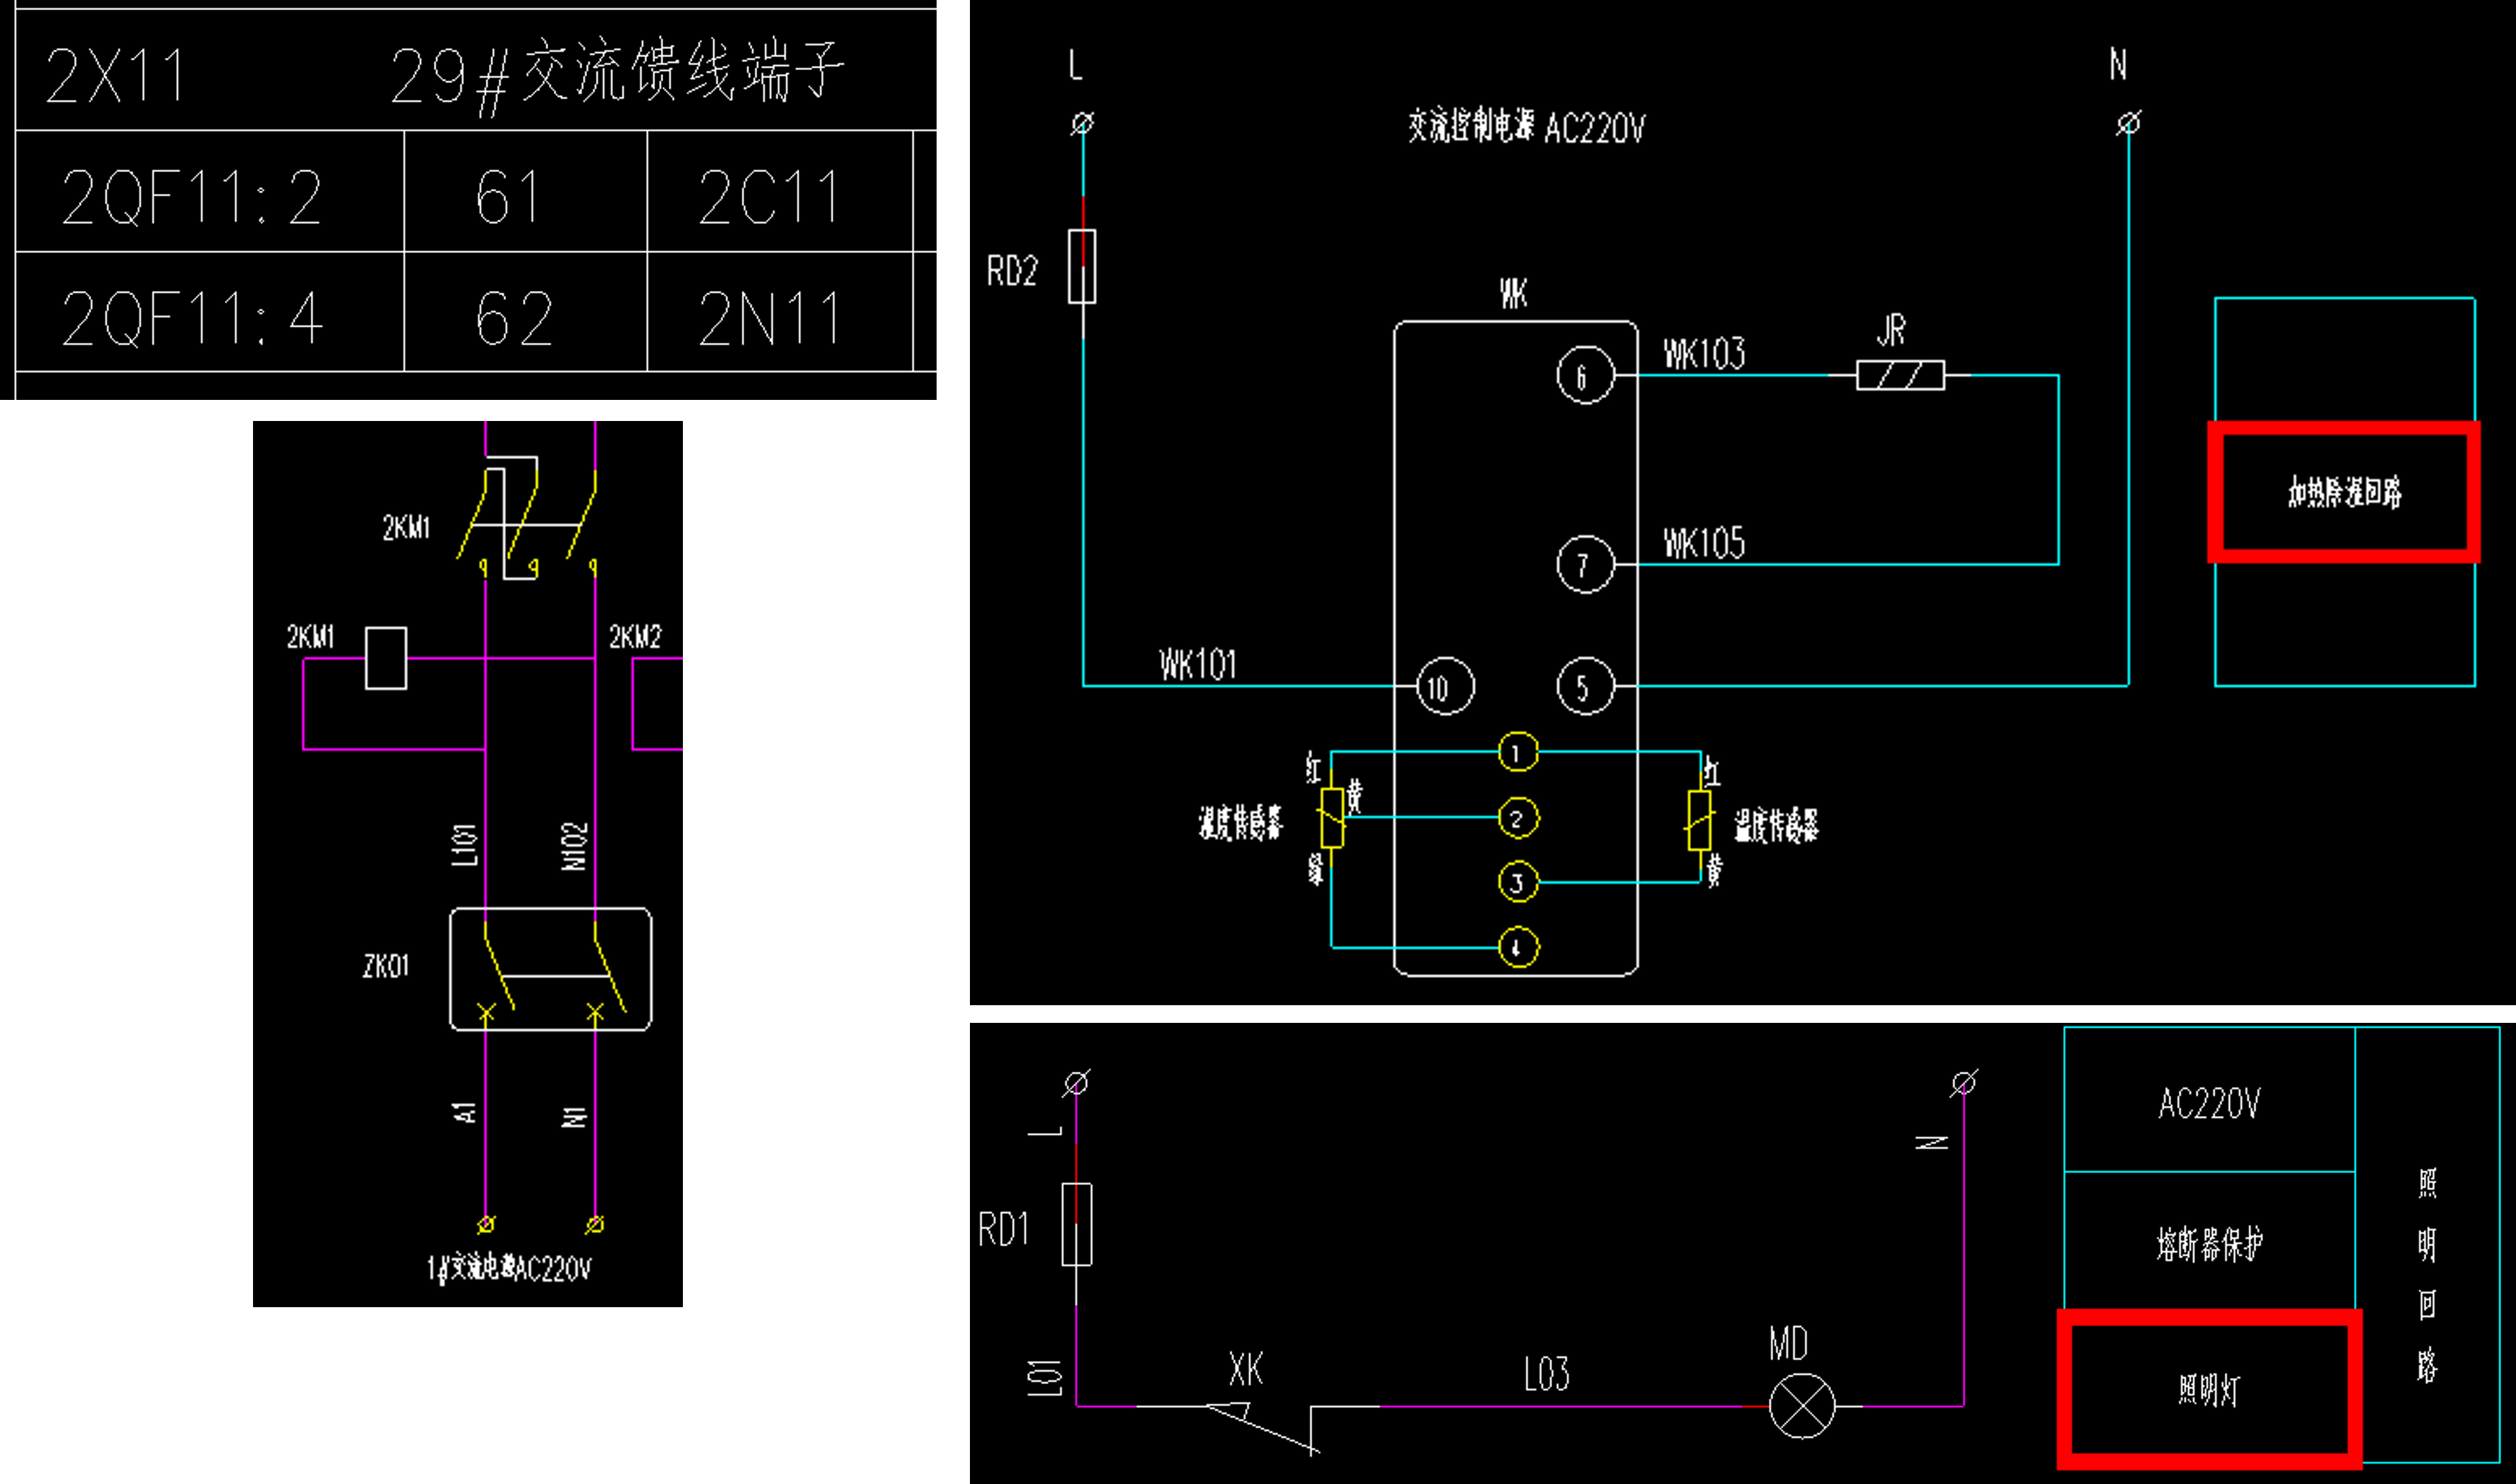 2X11 29#交流馈线端子
2QF11:2 61 2C11
2QF11:4 62 2N11
2KM1
2KM1 2KM2
L101 N102
ZK01
A1 N1
1#交流电源AC220V
L N
交流控制电源 AC220V
RD2
WK
6 WK103 JR
7 WK105
WK101 10 5
加热除湿回路
红 1 红
黄
温度传感器 2 温度传感器
绿 3 黄
4
L N
RD1
L01 XK L03 MD
AC220V
熔断器保护
照明灯
照明回路